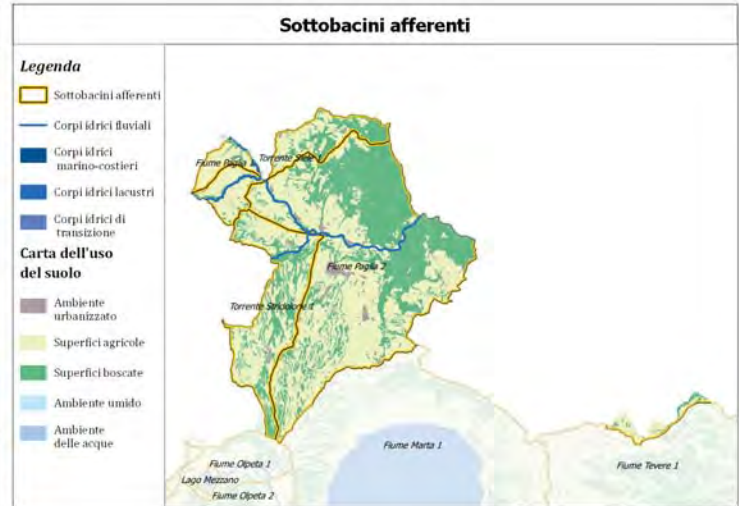 Sottobacini afferenti
Legenda
Sottobacini afferenti
Corpi idrici fluviali
Corpi idrici
marino-costieri
Corpi idrici lacustri
Corpi idrici di
transizione
Carta dell'uso
del suolo
Ambiente
urbanizzato
Superfici agricole
Superfici boscate
Ambiente umido
Ambiente
delle acque
Fiume Paglia 1
Torrente Siele 1
Fiume Paglia 2
Torrente Stridolone 1
Fiume Olpeta 1
Lago Mezzano
Fiume Olpeta 2
Fiume Marta 1
Fiume Tevere 1